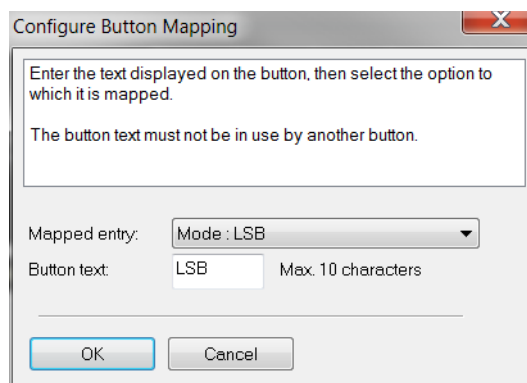 Configure Button Mapping
X
Enter the text displayed on the button, then select the option to
which it is mapped.
The button text must not be in use by another button.
Mapped entry: Mode : LSB
Button text: LSB Max. 10 characters
OK Cancel